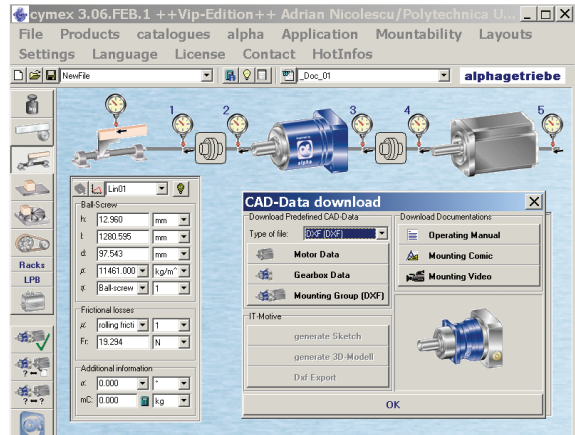 cymex 3.06.FEB.1 ++Vip-Edition++ Adrian Nicolescu/Polytechnica U...
File Products catalogues alpha Application Mountability Layouts
Settings Language License Contact HotInfos
NewFile _Doc_01 alphagetriebe
1 2 3 4 5
alpha
Lin01
Ball-Screw
h: 12.960 mm
l: 1280.595 mm
d: 97.543 mm
ρ: 11461.000 kg/m^
η: Ball-screw 1
Frictional losses
μ: rolling fricti 1
Fr: 19.294 N
Additional information
α: 0.000 °
mC: 0.000 kg
Racks
LPB
? ↔
? ↔ ?
CAD-Data download
Download Predefined CAD-Data
Type of file: DXF (DXF)
Motor Data
Gearbox Data
Mounting Group (DXF)
IT-Motive
generate Sketch
generate 3D-Modell
Dxf Export
Download Documentations
Operating Manual
Mounting Comic
Mounting Video
OK